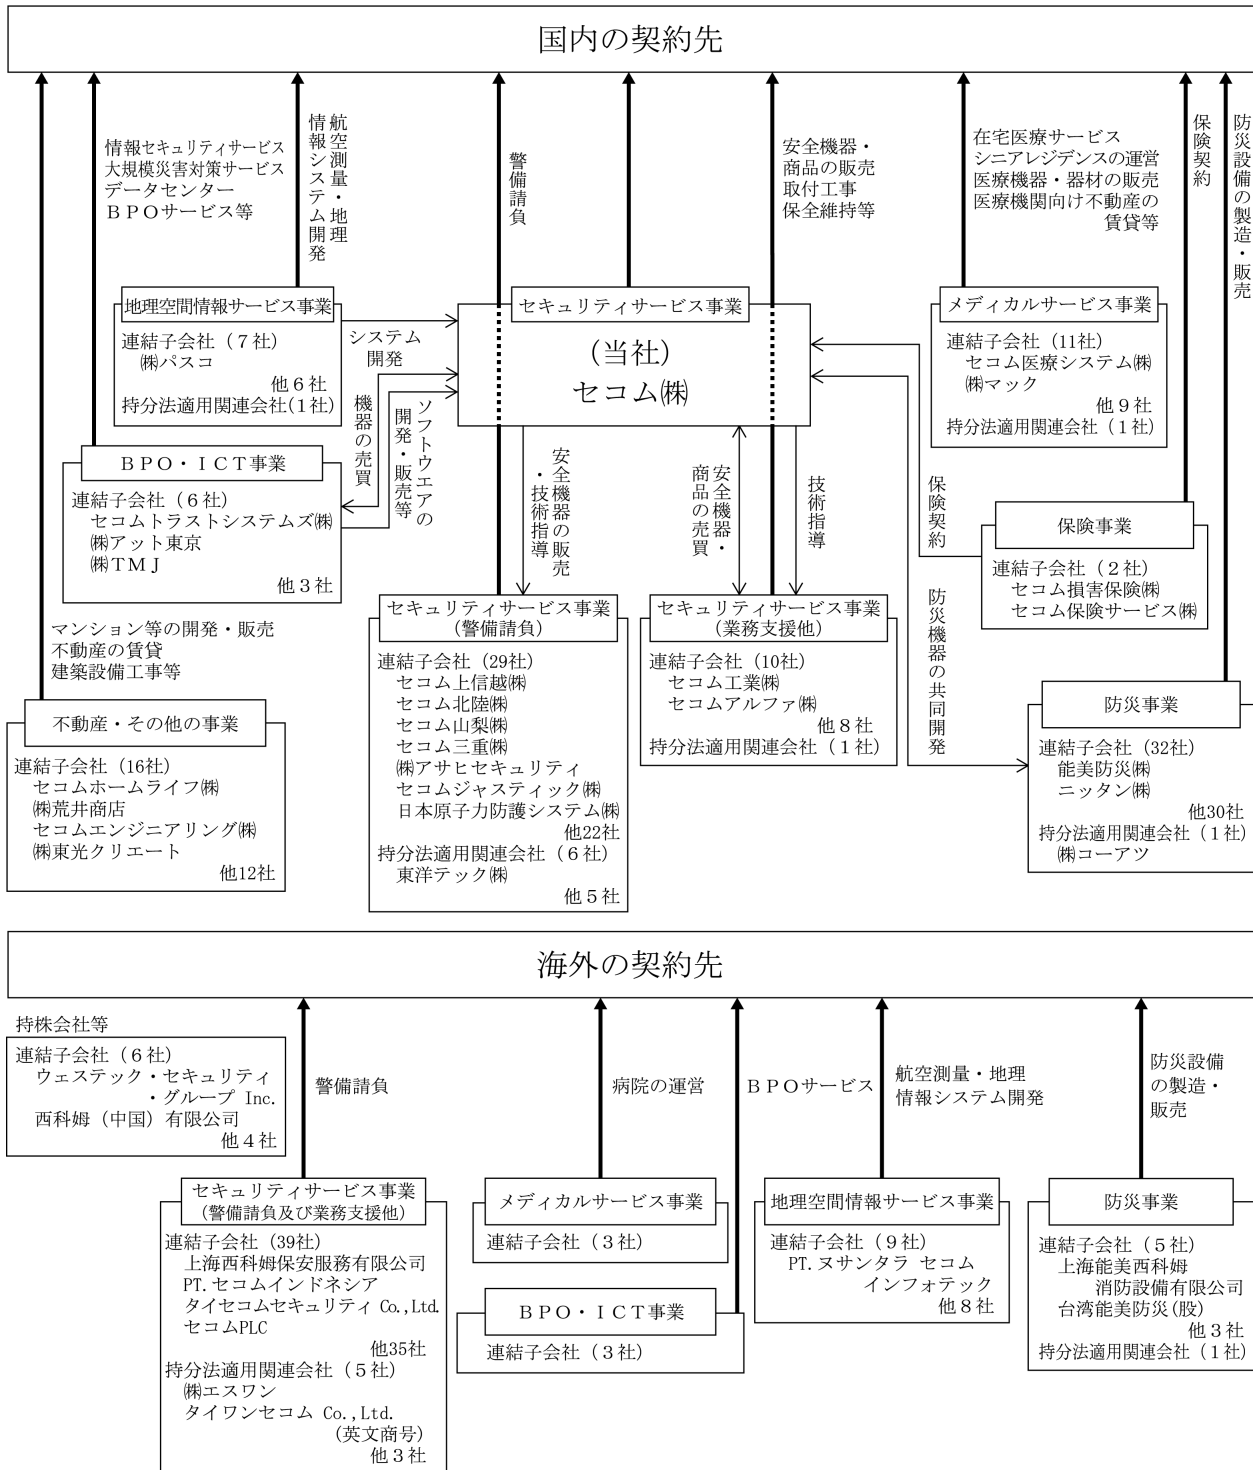 国内の契約先
情報セキュリティサービス
大規模災害対策サービス
データセンター
ＢＰＯサービス等
航空測量・地理
情報システム開発
警備請負
安全機器・
商品の販売
取付工事
保全維持等
在宅医療サービス
シニアレジデンスの運営
医療機器・器材の販売
医療機関向け不動産の
賃貸等
保険契約
防災設備の製造・販売
地理空間情報サービス事業
連結子会社（７社）
㈱パスコ
他６社
持分法適用関連会社(１社)
セキュリティサービス事業
(当社)
セコム㈱
メディカルサービス事業
連結子会社（11社）
セコム医療システム㈱
㈱マック
他９社
持分法適用関連会社（１社）
システム
開発
機器の売買
ソフトウエアの
開発・販売等
ＢＰＯ・ＩＣＴ事業
連結子会社（６社）
セコムトラストシステムズ㈱
㈱アット東京
㈱ＴＭＪ
他３社
安全機器の販売
・技術指導
安全機器・
商品の売買
技術指導
保険契約
保険事業
連結子会社（２社）
セコム損害保険㈱
セコム保険サービス㈱
防災機器の共同開発
マンション等の開発・販売
不動産の賃貸
建築設備工事等
不動産・その他の事業
連結子会社（16社）
セコムホームライフ㈱
㈱荒井商店
セコムエンジニアリング㈱
㈱東光クリエート
他12社
セキュリティサービス事業
(警備請負)
連結子会社（29社）
セコム上信越㈱
セコム北陸㈱
セコム山梨㈱
セコム三重㈱
㈱アサヒセキュリティ
セコムジャスティック㈱
日本原子力防護システム㈱
他22社
持分法適用関連会社（６社）
東洋テック㈱
他５社
セキュリティサービス事業
(業務支援他)
連結子会社（10社）
セコム工業㈱
セコムアルファ㈱
他８社
持分法適用関連会社（１社）
防災事業
連結子会社（32社）
能美防災㈱
ニッタン㈱
他30社
持分法適用関連会社（１社）
㈱コーアツ
海外の契約先
持株会社等
連結子会社（６社）
ウェステック・セキュリティ
・グループ Inc.
西科姆（中国）有限公司
他４社
警備請負
病院の運営
ＢＰＯサービス
航空測量・地理
情報システム開発
防災設備
の製造・
販売
セキュリティサービス事業
(警備請負及び業務支援他)
連結子会社（39社）
上海西科姆保安服務有限公司
PT.セコムインドネシア
タイセコムセキュリティ Co.,Ltd.
セコムPLC
他35社
持分法適用関連会社（５社）
㈱エスワン
タイワンセコム Co.,Ltd.
(英文商号)
他３社
メディカルサービス事業
連結子会社（３社）
ＢＰＯ・ＩＣＴ事業
連結子会社（３社）
地理空間情報サービス事業
連結子会社（９社）
PT.ヌサンタラ セコム
インフォテック
他８社
防災事業
連結子会社（５社）
上海能美西科姆
消防設備有限公司
台湾能美防災(股)
他３社
持分法適用関連会社（１社）